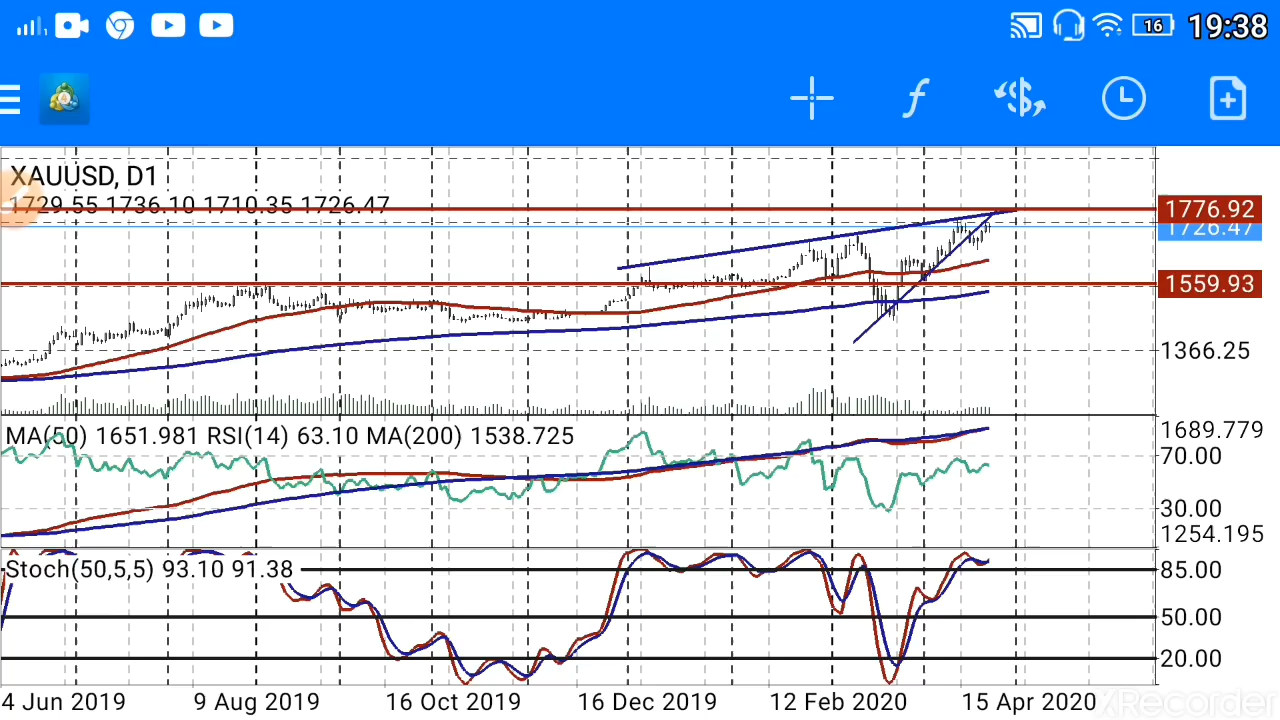 16 19:38
XAUUSD, D1
1729.55 1736.10 1710.35 1726.47
1776.92
1726.47
1559.93
1366.25
MA(50) 1651.981 RSI(14) 63.10 MA(200) 1538.725
1689.779
70.00
30.00
1254.195
Stoch(50,5,5) 93.10 91.38
85.00
50.00
20.00
4 Jun 2019 9 Aug 2019 16 Oct 2019 16 Dec 2019 12 Feb 2020 15 Apr 2020
XRecorder